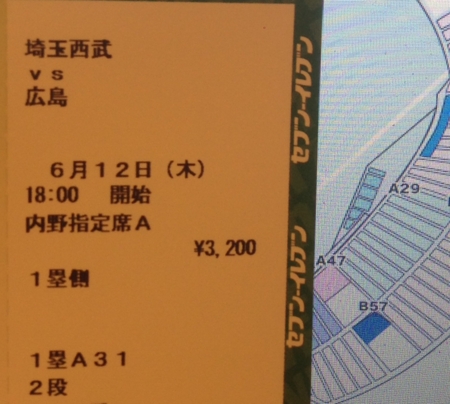 埼玉西武
vs
広島
6月12日(木)
18:00 開始
内野指定席A
¥3,200
1塁側
1塁A31
2段
セブン-イレブン
セブン-イレブン
A29
A47
B57